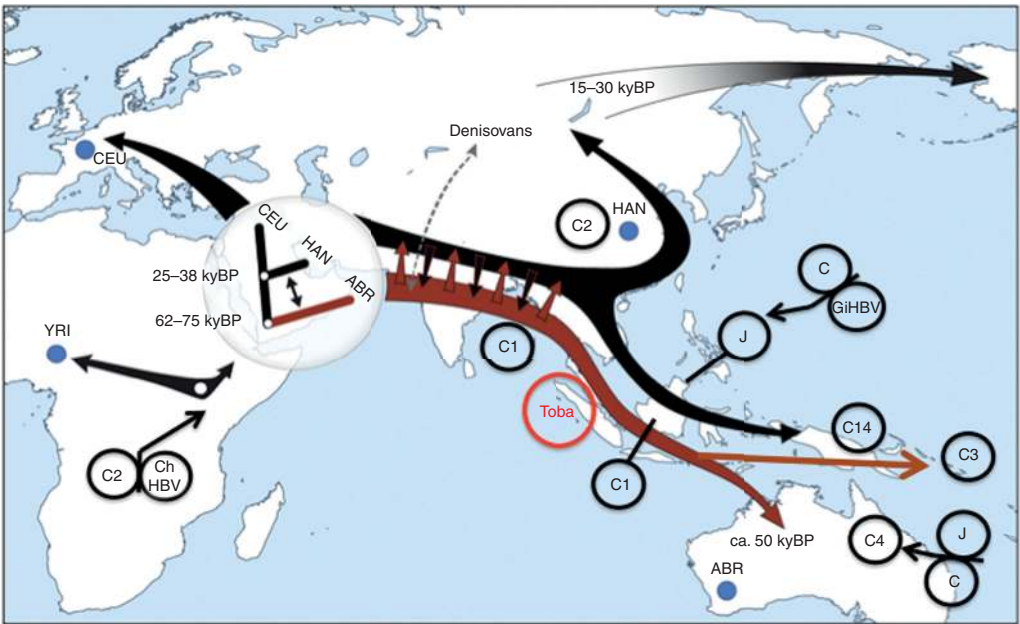 15–30 kyBP
Denisovans
CEU
C2
HAN
CEU
HAN
ABR
25–38 kyBP
62–75 kyBP
C
GiHBV
J
YRI
C1
Toba
C14
C3
C2
Ch
HBV
C1
ca. 50 kyBP
C4
J
C
ABR